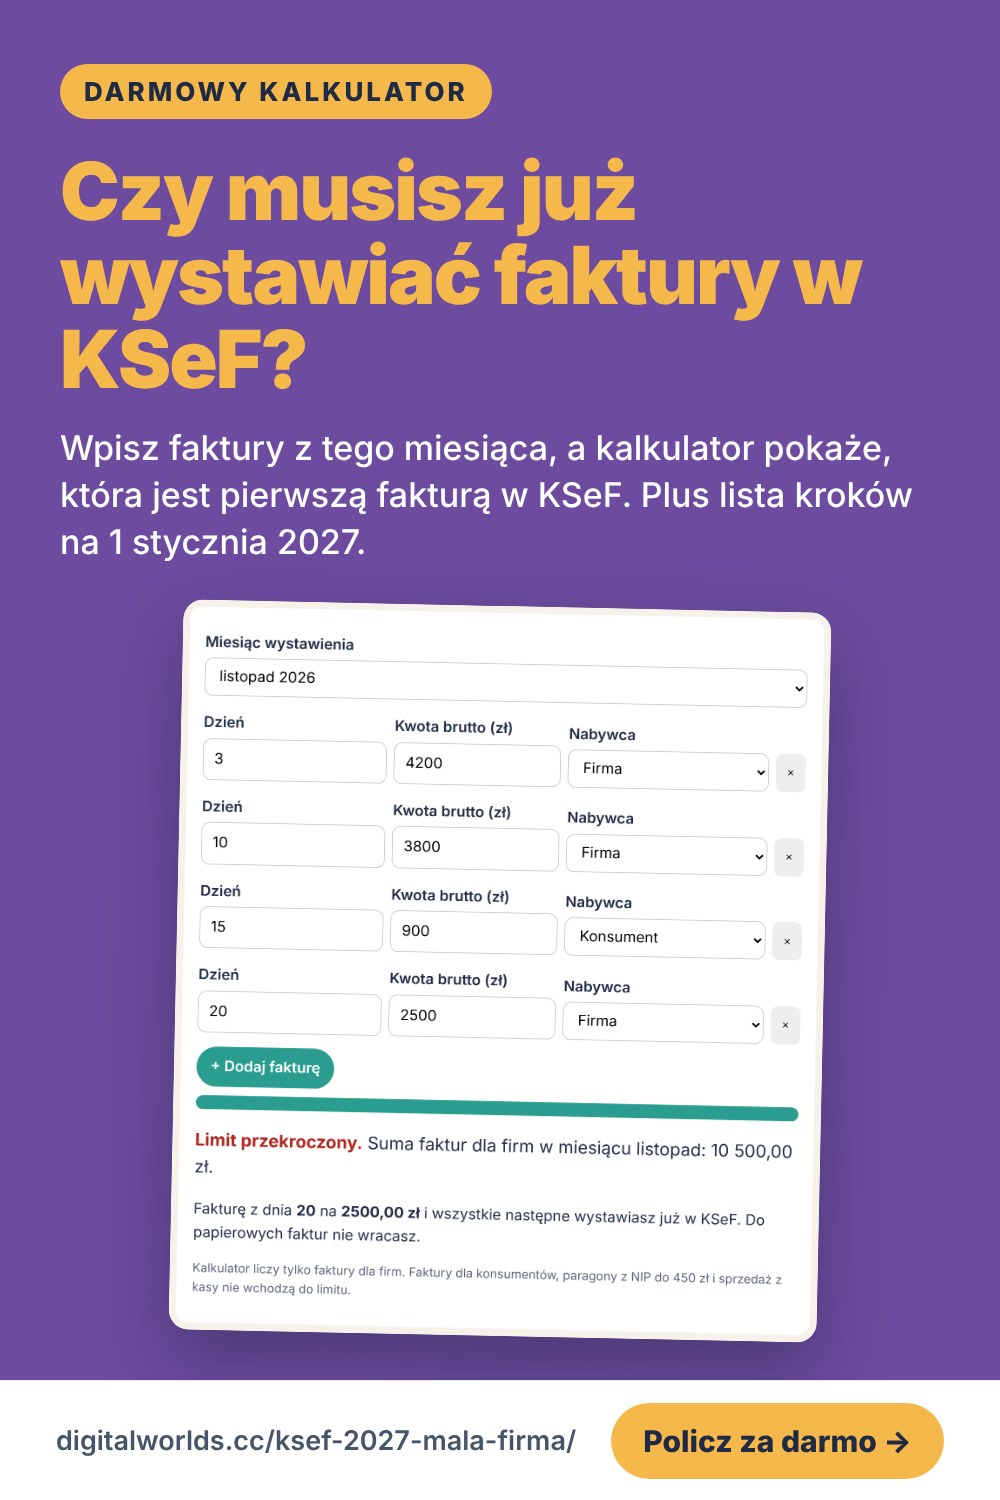 DARMOWY KALKULATOR
Czy musisz już
wystawiać faktury w
KSeF?
Wpisz faktury z tego miesiąca, a kalkulator pokaże,
która jest pierwszą fakturą w KSeF. Plus lista kroków
na 1 stycznia 2027.
Miesiąc wystawienia
listopad 2026
Dzień Kwota brutto (zł) Nabywca
3 4200 Firma ×
Dzień Kwota brutto (zł) Nabywca
10 3800 Firma ×
Dzień Kwota brutto (zł) Nabywca
15 900 Konsument ×
Dzień Kwota brutto (zł) Nabywca
20 2500 Firma ×
+ Dodaj fakturę
Limit przekroczony. Suma faktur dla firm w miesiącu listopad: 10 500,00
zł.
Fakturę z dnia 20 na 2500,00 zł i wszystkie następne wystawiasz już w KSeF. Do
papierowych faktur nie wracasz.
Kalkulator liczy tylko faktury dla firm. Faktury dla konsumentów, paragony z NIP do 450 zł i sprzedaż z
kasy nie wchodzą do limitu.
digitalworlds.cc/ksef-2027-mala-firma/
Policz za darmo →